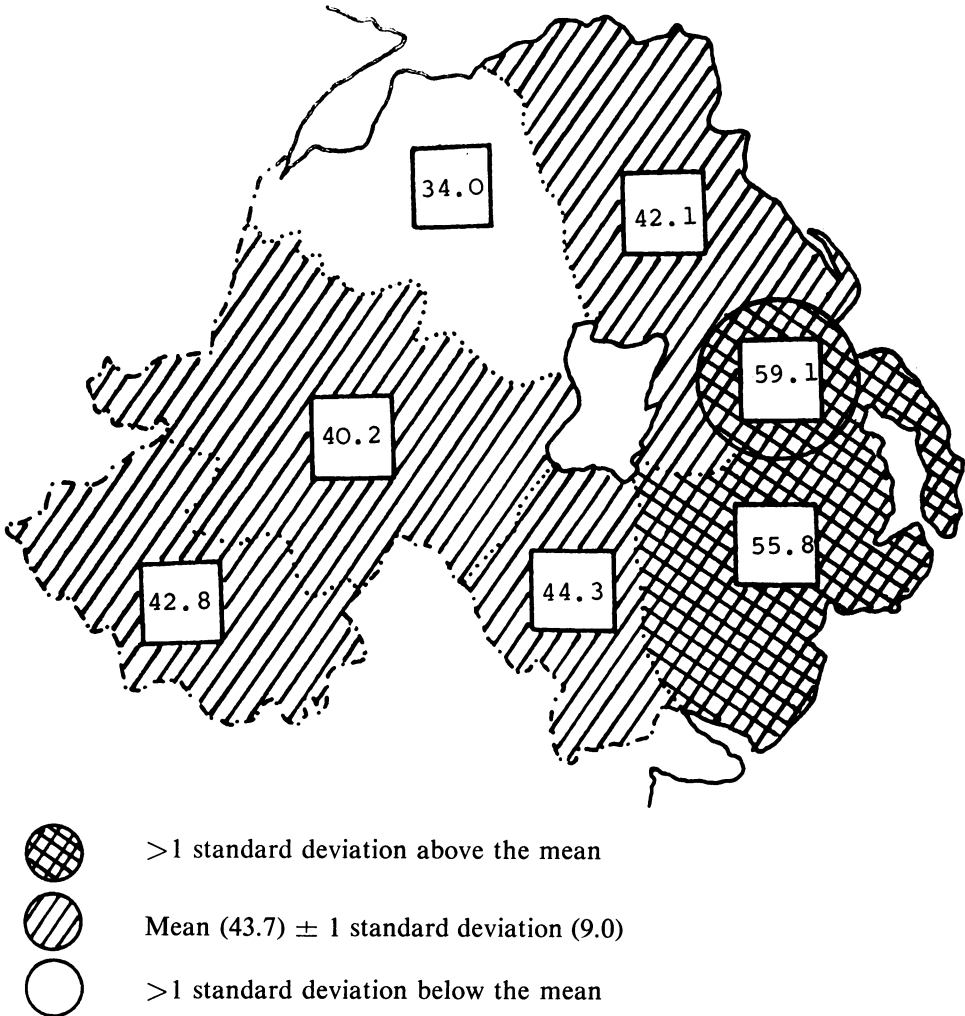 34.0
42.1
59.1
40.2
55.8
42.8
44.3
>1 standard deviation above the mean
Mean (43.7) ± 1 standard deviation (9.0)
>1 standard deviation below the mean